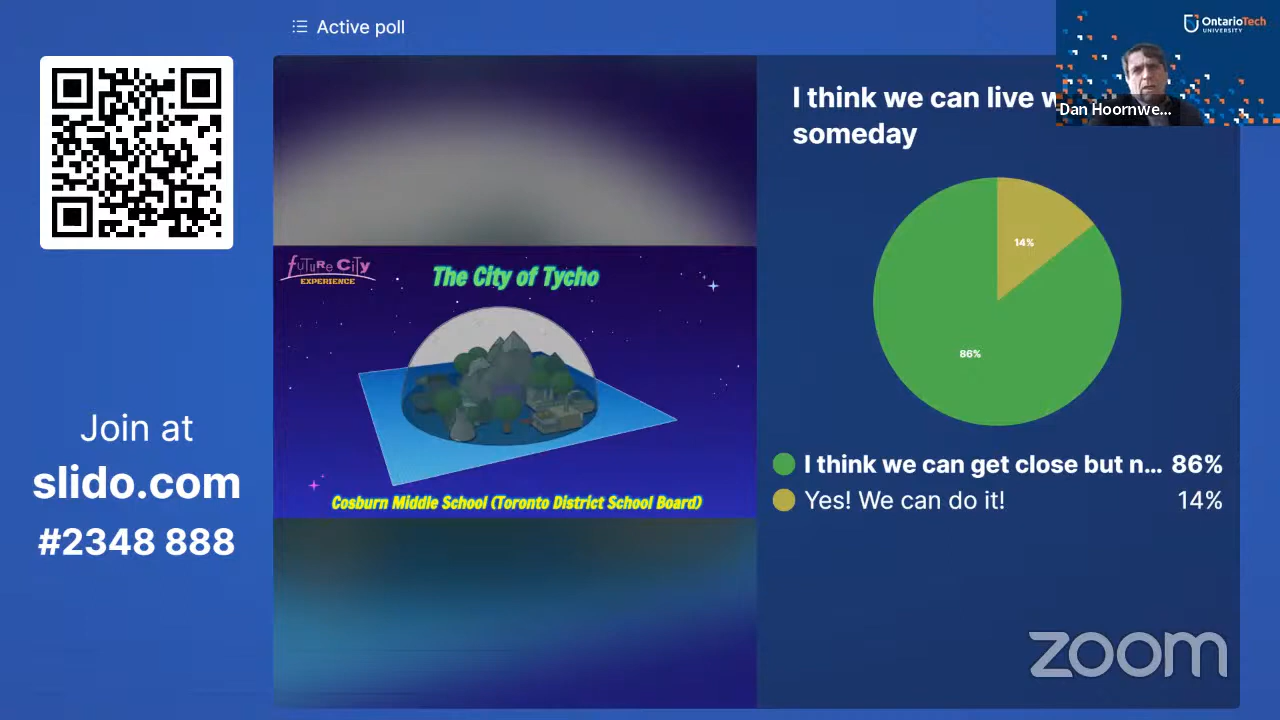 Active poll
OntarioTech
UNIVERSITY
Dan Hoornwe...
I think we can live
someday
FUTURE CITY
EXPERIENCE
The City of Tycho
14%
86%
Join at
slido.com
#2348 888
I think we can get close but n... 86%
Yes! We can do it! 14%
Cosburn Middle School (Toronto District School Board)
zoom